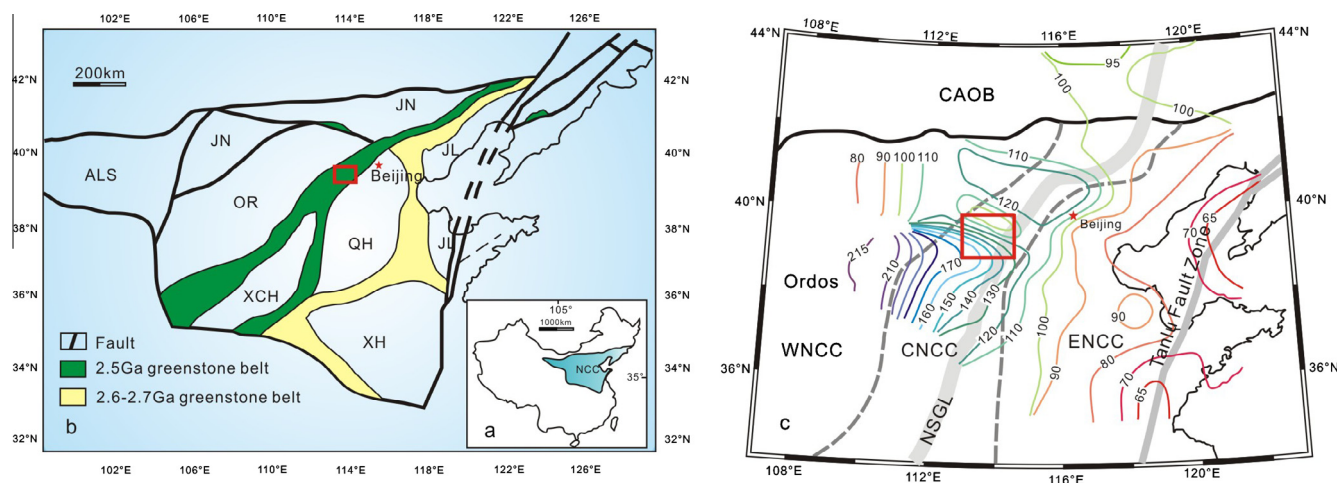 102°E 106°E 110°E 114°E 118°E 122°E 126°E
42°N
40°N
38°N
36°N
34°N
32°N
200km
JN
JN
ALS
OR
JL
Beijing
QH
JL
XCH
XH
Fault
2.5Ga greenstone belt
2.6-2.7Ga greenstone belt
b
105°
1000km
NCC
35°
a
42°N
40°N
38°N
36°N
34°N
32°N
102°E 106°E 110°E 114°E 118°E 122°E 126°E
108°E 112°E 116°E 120°E
44°N 44°N
95
100
CAOB
100
80 90 100 110
110
120
40°N 40°N
Beijing
65
70
215
210
170
Ordos
160 150 140 130
120 110 100
90
90
80
WNCC
CNCC
ENCC
Tanlu Fault Zone
NSGL
70
65
36°N 36°N
c
108°E 112°E 116°E 120°E